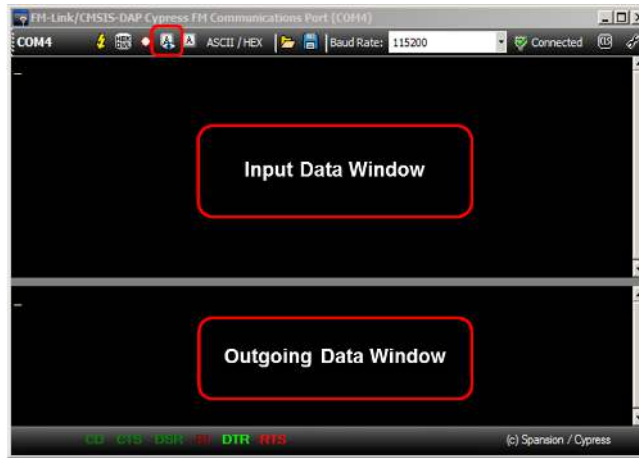 FM-Link/CMSIS-DAP Cypress FM Communications Port (COM4)
COM4 ASCII / HEX Baud Rate: 115200 Connected CLS
Input Data Window
Outgoing Data Window
CD CTS DSR RI DTR RTS (c) Spansion / Cypress